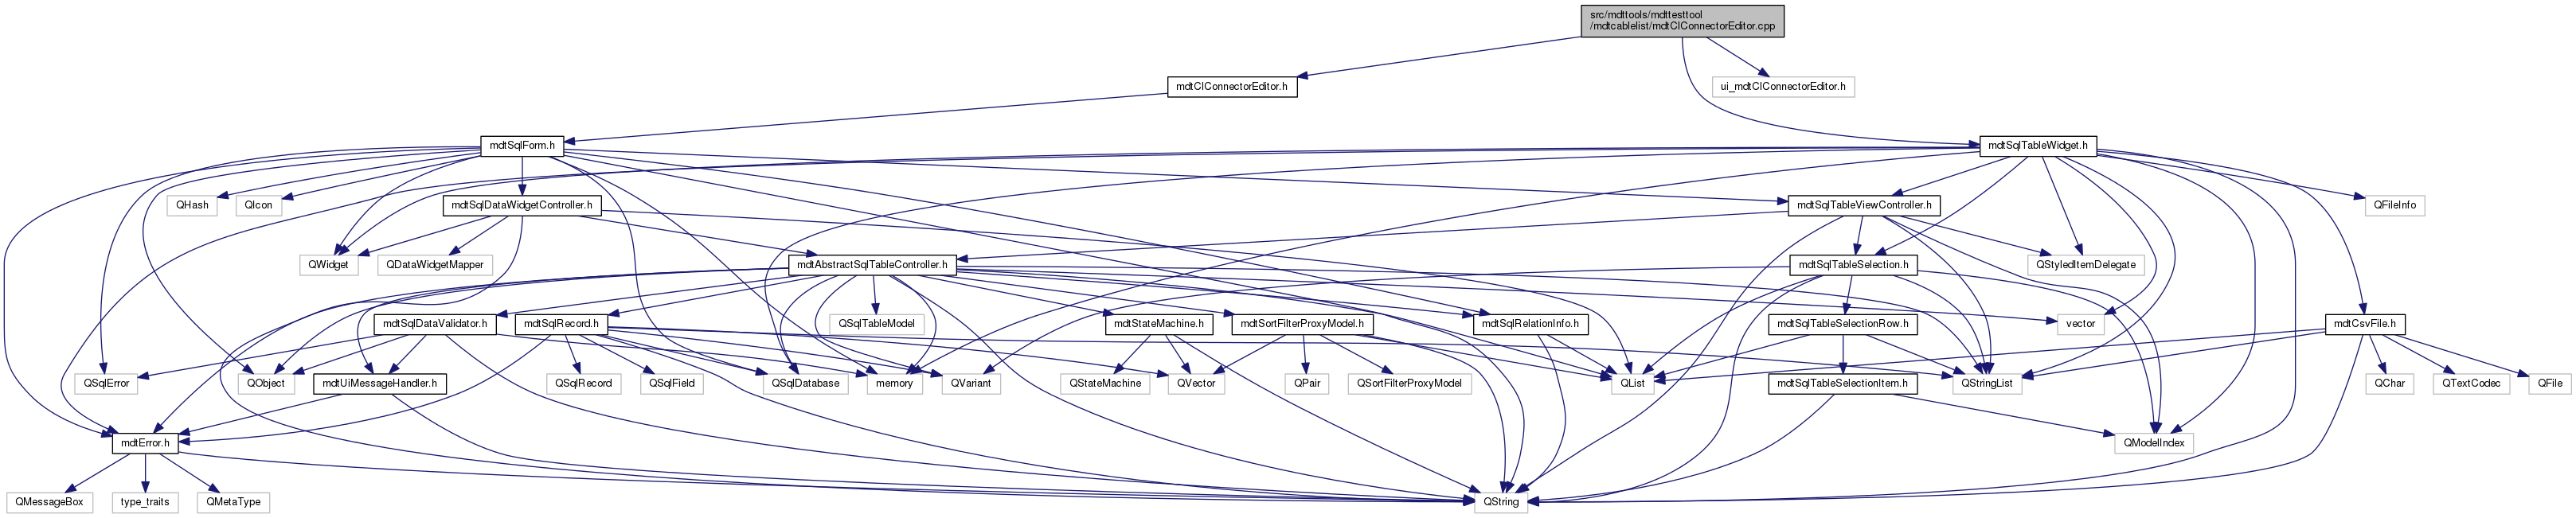 src/mdttools/mdttesttool
/mdtcablelist/mdtClConnectorEditor.cpp
mdtClConnectorEditor.h
ui_mdtClConnectorEditor.h
mdtSqlForm.h
mdtSqlTableWidget.h
QHash
QIcon
mdtSqlDataWidgetController.h
mdtSqlTableViewController.h
QFileInfo
QWidget
QDataWidgetMapper
mdtAbstractSqlTableController.h
mdtSqlTableSelection.h
QStyledItemDelegate
mdtSqlDataValidator.h
mdtSqlRecord.h
QSqlTableModel
mdtStateMachine.h
mdtSortFilterProxyModel.h
mdtSqlRelationInfo.h
mdtSqlTableSelectionRow.h
vector
mdtCsvFile.h
QSqlError
QObject
mdtUiMessageHandler.h
QSqlRecord
QSqlField
QSqlDatabase
memory
QVariant
QStateMachine
QVector
QPair
QSortFilterProxyModel
QList
mdtSqlTableSelectionItem.h
QStringList
QChar
QTextCodec
QFile
mdtError.h
QModelIndex
QMessageBox
type_traits
QMetaType
QString